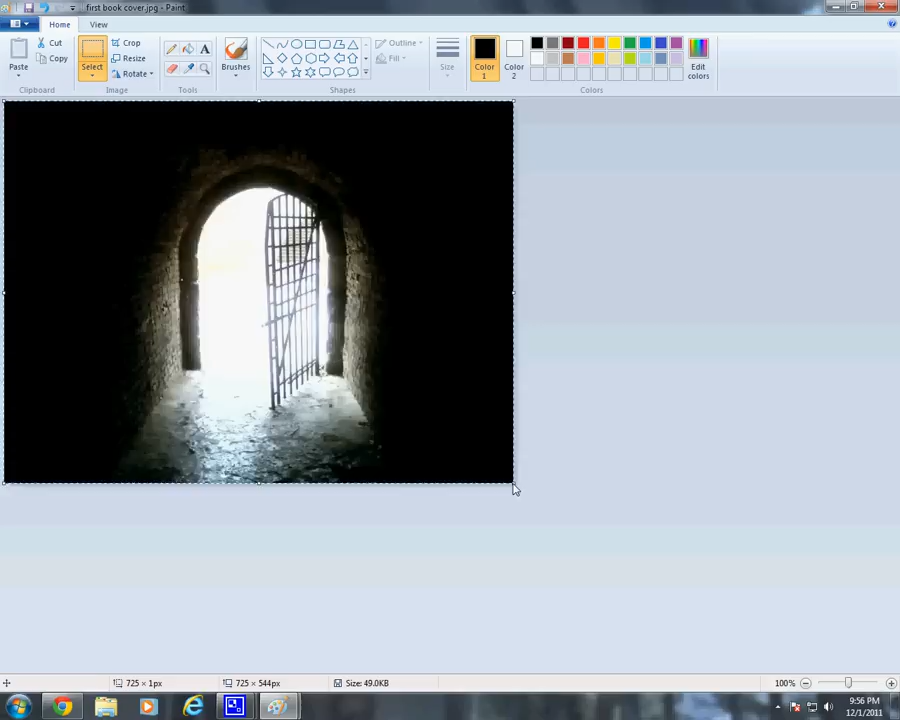 first book cover.jpg - Paint
Home View
Cut
Copy
Paste
Clipboard
Crop
Resize
Rotate
Select
Image
A
Tools
Brushes
Outline
Fill
Shapes
Size
Color 1
Color 2
Edit colors
Colors
725 × 1px
725 × 544px
Size: 49.0KB
100%
9:56 PM
12/1/2011